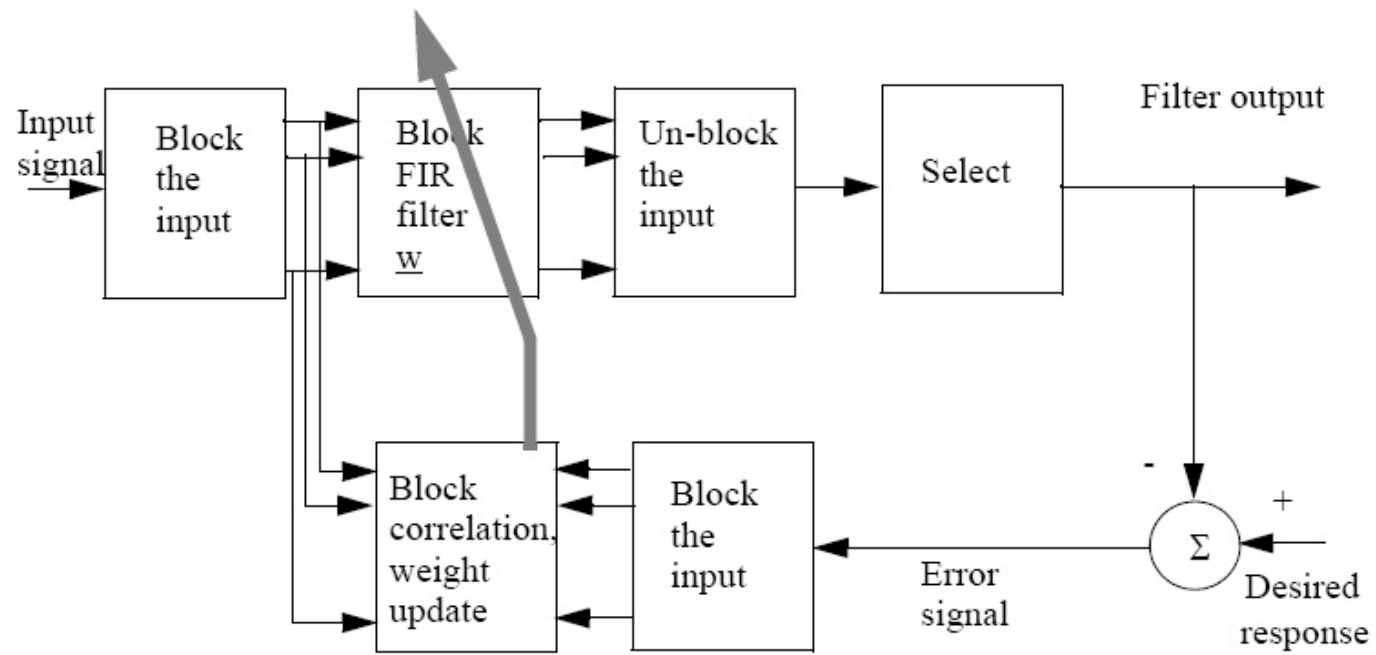 Input
signal
Block
the
input
Block
FIR
filter
w
Un-block
the
input
Select
Filter output
Block
correlation,
weight
update
Block
the
input
Error
signal
-
+
Σ
Desired
response